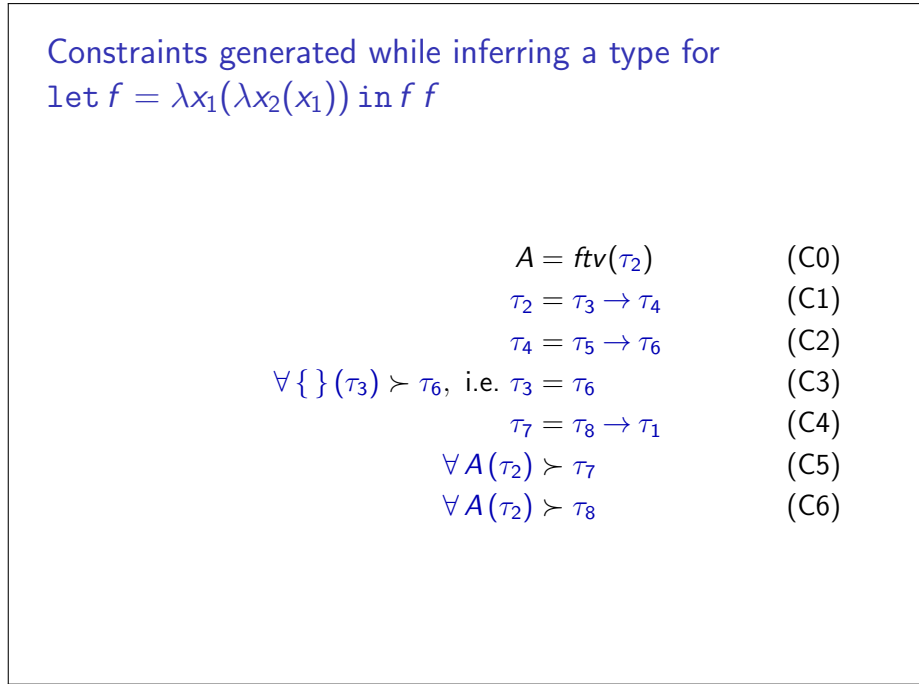 Constraints generated while inferring a type for
let f = λx₁(λx₂(x₁)) in f f
A = ftv(τ₂) (C0)
τ₂ = τ₃ → τ₄ (C1)
τ₄ = τ₅ → τ₆ (C2)
∀ { } (τ₃) ≻ τ₆, i.e. τ₃ = τ₆ (C3)
τ₇ = τ₈ → τ₁ (C4)
∀ A (τ₂) ≻ τ₇ (C5)
∀ A (τ₂) ≻ τ₈ (C6)